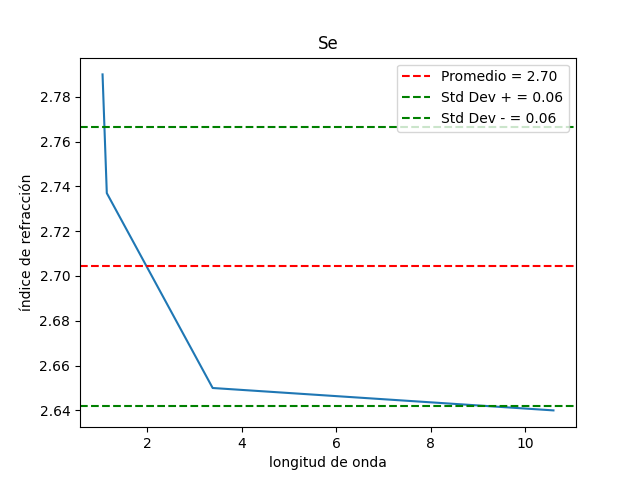 Se
Promedio = 2.70
Std Dev + = 0.06
Std Dev - = 0.06
2.78
2.76
2.74
2.72
2.70
2.68
2.66
2.64
índice de refracción
2 4 6 8 10
longitud de onda